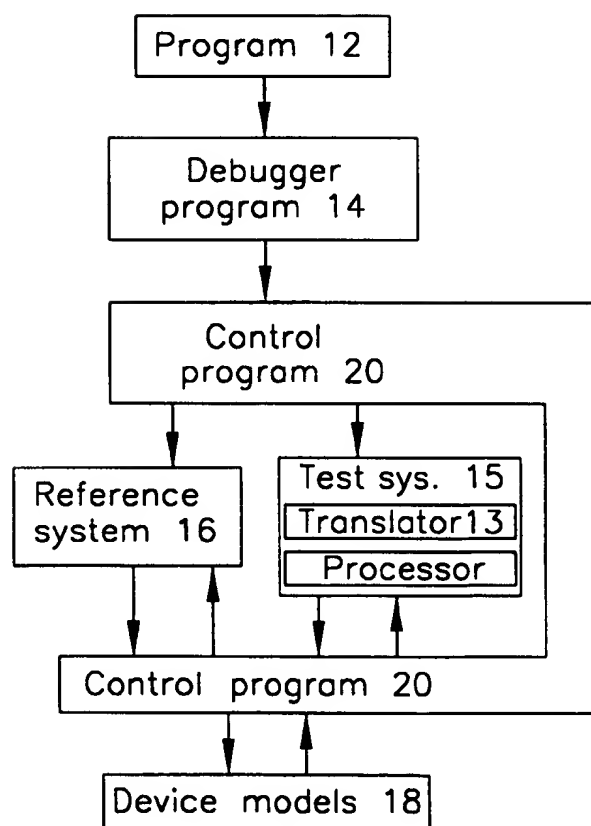 Program 12
Debugger
program 14
Control
program 20
Reference
system 16
Test sys. 15
Translator13
Processor
Control program 20
Device models 18